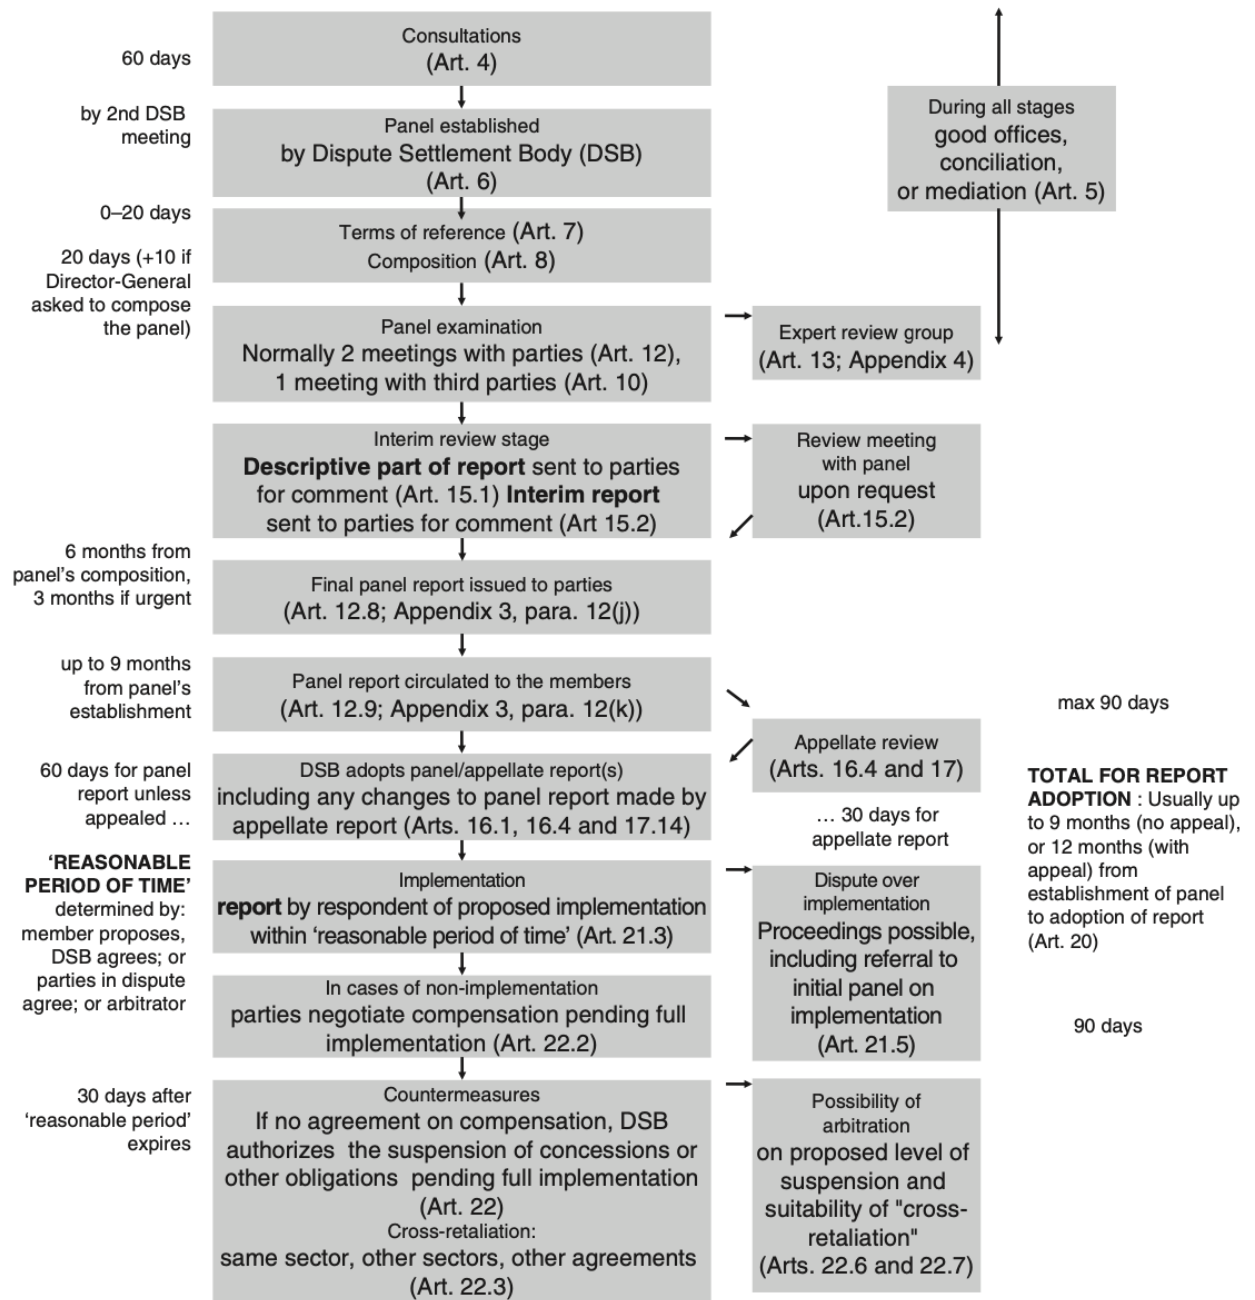 60 days
Consultations
(Art. 4)
by 2nd DSB
meeting
Panel established
by Dispute Settlement Body (DSB)
(Art. 6)
During all stages
good offices,
conciliation,
or mediation (Art. 5)
0–20 days
20 days (+10 if
Director-General
asked to compose
the panel)
Terms of reference (Art. 7)
Composition (Art. 8)
Panel examination
Normally 2 meetings with parties (Art. 12),
1 meeting with third parties (Art. 10)
Expert review group
(Art. 13; Appendix 4)
Interim review stage
Descriptive part of report sent to parties
for comment (Art. 15.1) Interim report
sent to parties for comment (Art 15.2)
Review meeting
with panel
upon request
(Art.15.2)
6 months from
panel's composition,
3 months if urgent
Final panel report issued to parties
(Art. 12.8; Appendix 3, para. 12(j))
up to 9 months
from panel's
establishment
Panel report circulated to the members
(Art. 12.9; Appendix 3, para. 12(k))
max 90 days
60 days for panel
report unless
appealed …
DSB adopts panel/appellate report(s)
including any changes to panel report made by
appellate report (Arts. 16.1, 16.4 and 17.14)
Appellate review
(Arts. 16.4 and 17)
… 30 days for
appellate report
TOTAL FOR REPORT
ADOPTION : Usually up
to 9 months (no appeal),
or 12 months (with
appeal) from
establishment of panel
to adoption of report
(Art. 20)
'REASONABLE
PERIOD OF TIME'
determined by:
member proposes,
DSB agrees; or
parties in dispute
agree; or arbitrator
Implementation
report by respondent of proposed implementation
within 'reasonable period of time' (Art. 21.3)
Dispute over
implementation
Proceedings possible,
including referral to
initial panel on
implementation
(Art. 21.5)
90 days
In cases of non-implementation
parties negotiate compensation pending full
implementation (Art. 22.2)
30 days after
'reasonable period'
expires
Countermeasures
If no agreement on compensation, DSB
authorizes the suspension of concessions or
other obligations pending full implementation
(Art. 22)
Cross-retaliation:
same sector, other sectors, other agreements
(Art. 22.3)
Possibility of
arbitration
on proposed level of
suspension and
suitability of "cross-
retaliation"
(Arts. 22.6 and 22.7)